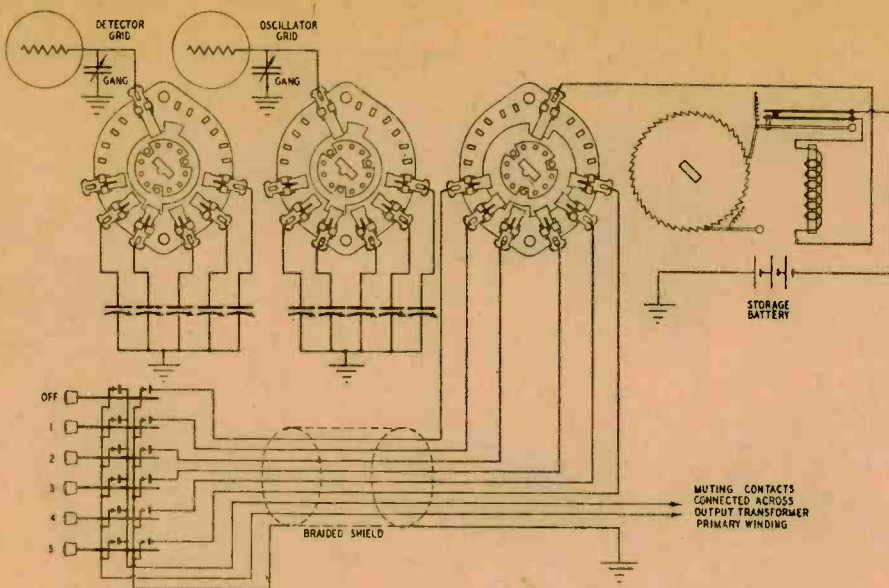 DETECTOR
GRID
OSCILLATOR
GRID
GANG
GANG
STORAGE
BATTERY
OFF
1
2
3
4
5
BRAIDED SHIELD
MUTING CONTACTS
CONNECTED ACROSS
OUTPUT TRANSFORMER
PRIMARY WINDING